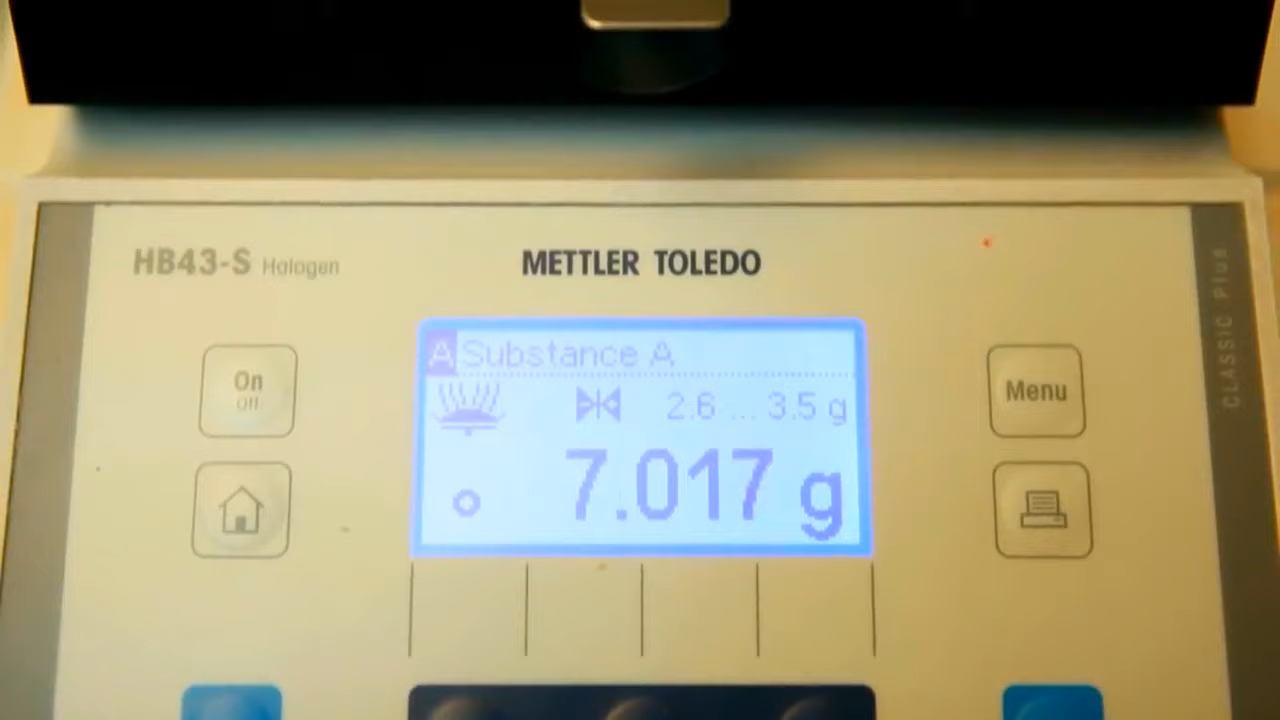 HB43-S Halogen
METTLER TOLEDO
CLASSIC Plus
A Substance A
On
Off
Menu
2.6 ... 3.5 g
7.017 g